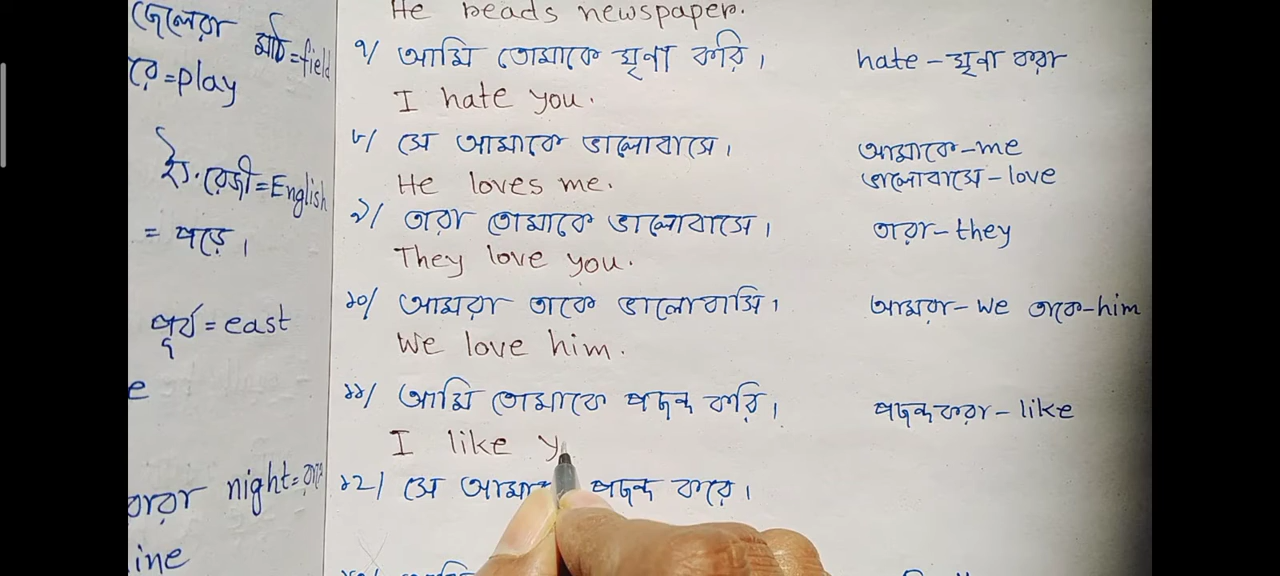 জেলেরা মাঠ=field
রে=play
ইং.রেজী=English
= পড়ে।
পূর্ব=east
e
night=
ine
He reads newspaper.
৭/ আমি তোমাকে ঘৃণা করি। hate - ঘৃণা করা
I hate you.
৮/ সে আমাকে ভালোবাসে। আমাকে-me
He loves me. ভালোবাসে-love
৯/ তারা তোমাকে ভালোবাসে। তারা-they
They love you.
১০/ আমরা তাকে ভালোবাসি। আমরা-we তাকে-him
We love him.
১১/ আমি তোমাকে পছন্দ করি। পছন্দ করা-like
I like y
১২/ সে পছন্দ করে।